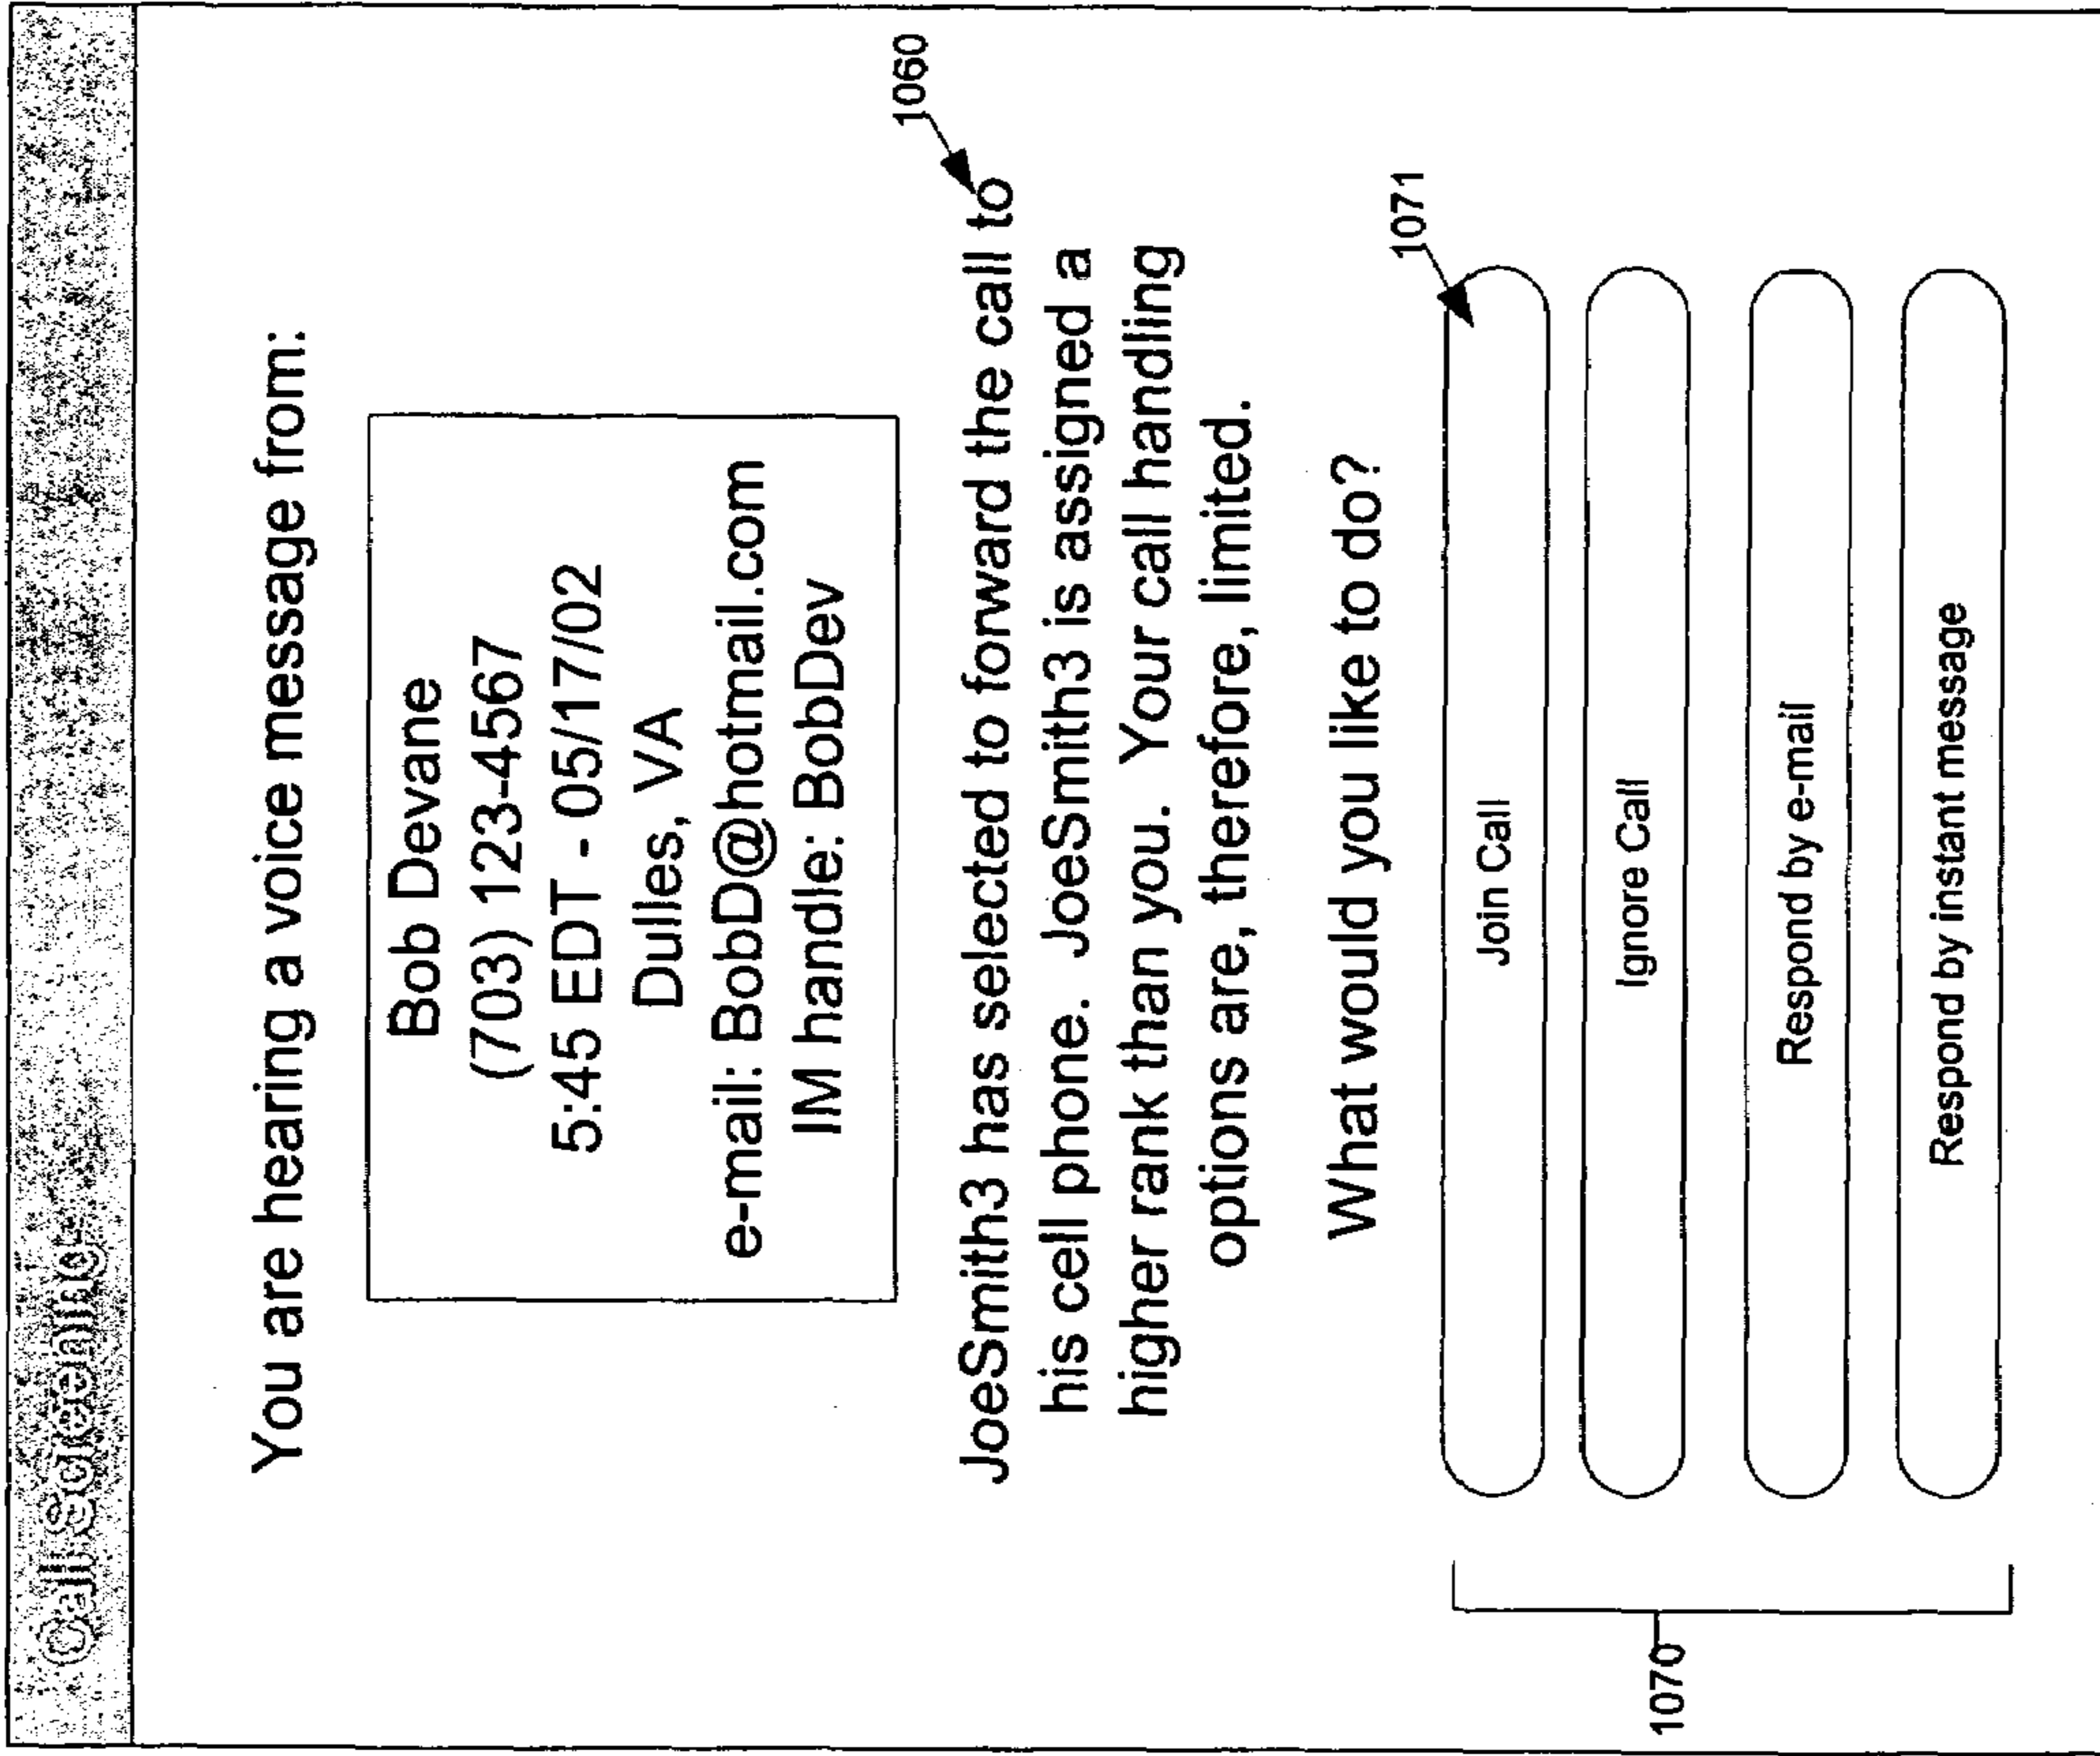 Call Screening
You are hearing a voice message from:
Bob Devane
(703) 123-4567
5:45 EDT - 05/17/02
Dulles, VA
e-mail: BobD@hotmail.com
IM handle: BobDev
1060
JoeSmith3 has selected to forward the call to
his cell phone.  JoeSmith3 is assigned a
higher rank than you.  Your call handling
options are, therefore, limited.
What would you like to do?
1071
Join Call
Ignore Call
1070
Respond by e-mail
Respond by instant message